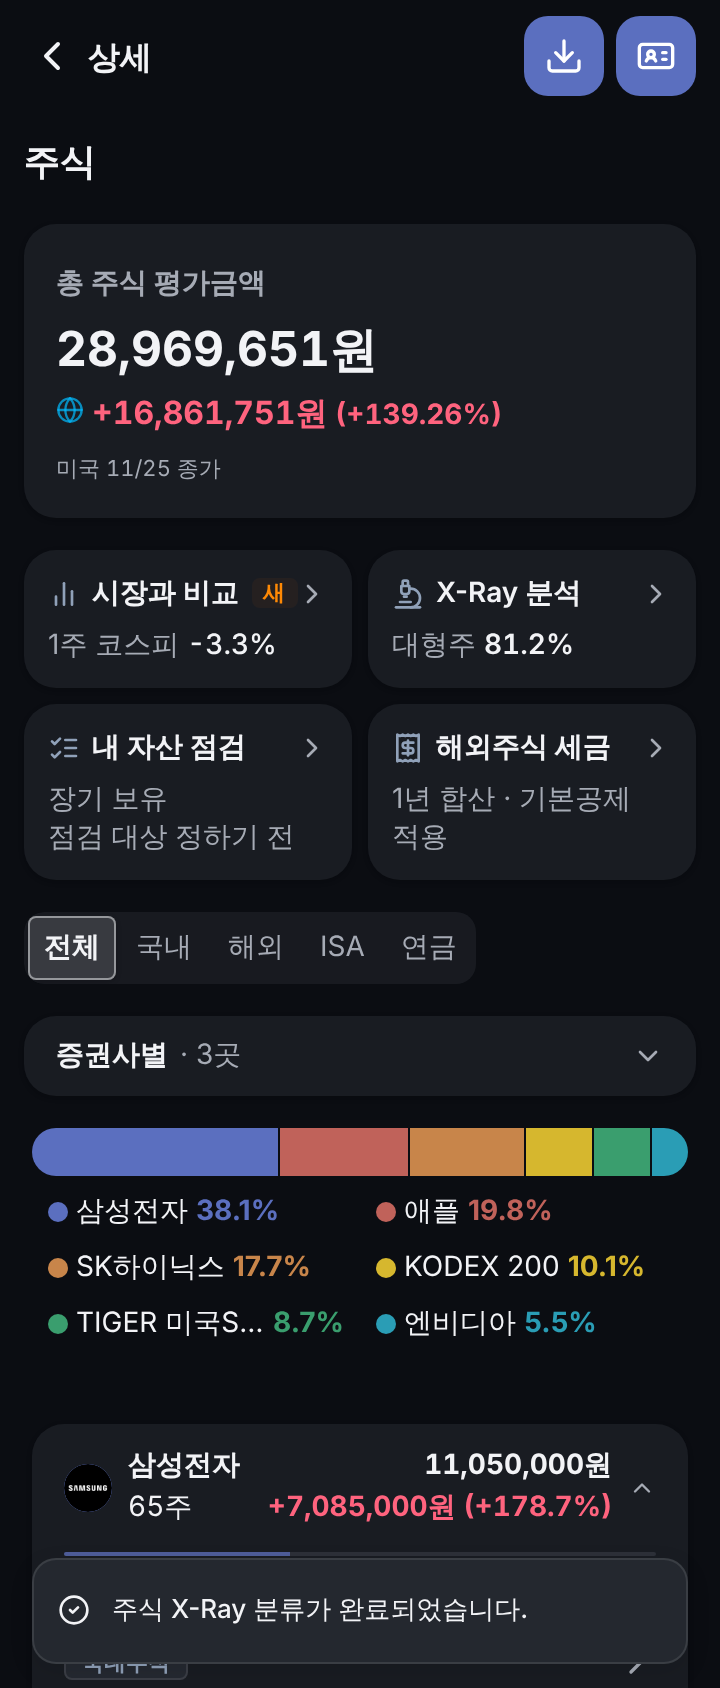 상세
주식
총 주식 평가금액
28,969,651원
+16,861,751원 (+139.26%)
미국 11/25 종가
시장과 비교 새
1주 코스피 -3.3%
X-Ray 분석
대형주 81.2%
내 자산 점검
장기 보유
점검 대상 정하기 전
해외주식 세금
1년 합산 · 기본공제
적용
전체 국내 해외 ISA 연금
증권사별 · 3곳
삼성전자 38.1%
애플 19.8%
SK하이닉스 17.7%
KODEX 200 10.1%
TIGER 미국S... 8.7%
엔비디아 5.5%
SAMSUNG
삼성전자 11,050,000원
65주 +7,085,000원 (+178.7%)
주식 X-Ray 분류가 완료되었습니다.